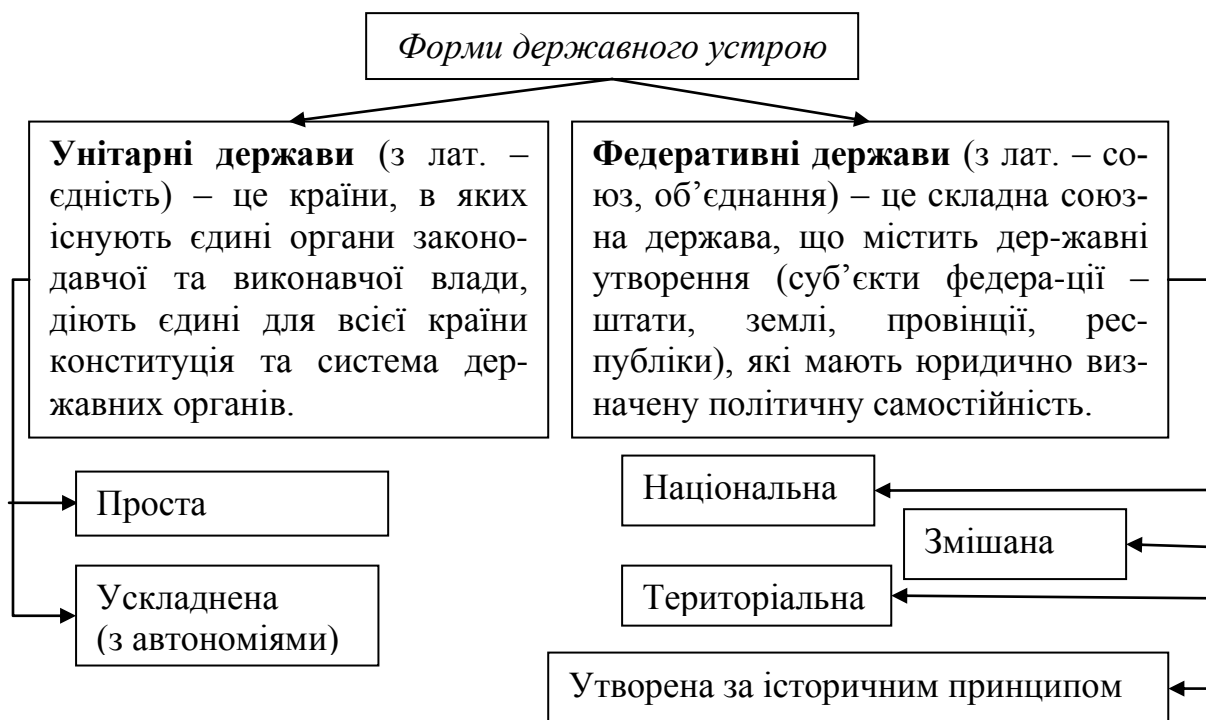 Форми державного устрою
Унітарні держави (з лат. –
єдність) – це країни, в яких
існують єдині органи законо-
давчої та виконавчої влади,
діють єдині для всієї країни
конституція та система дер-
жавних органів.
Федеративні держави (з лат. – со-
юз, об’єднання) – це складна союз-
на держава, що містить дер-жавні
утворення (суб’єкти федера-ції –
штати, землі, провінції, рес-
публіки), які мають юридично виз-
начену політичну самостійність.
Проста
Ускладнена
(з автономіями)
Національна
Змішана
Територіальна
Утворена за історичним принципом